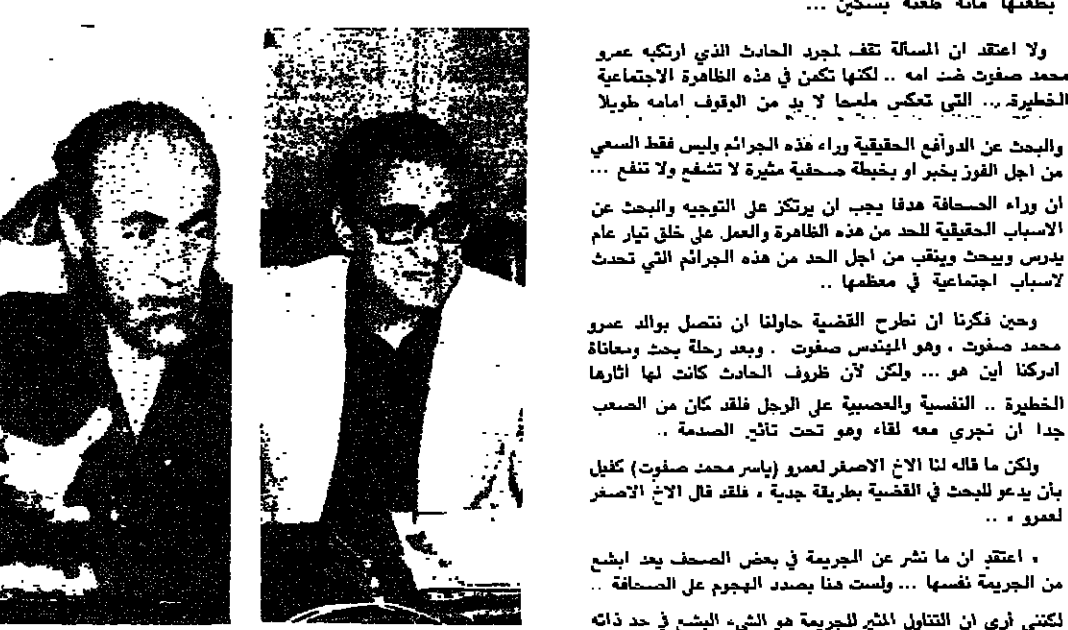 بطعنها مائة طعنة بسكين ...
ولا اعتقد ان المسألة تقف لمجرد الحادث الذي ارتكبه عمرو
محمد صفوت ضد امه .. لكنها تكمن في هذه الظاهرة الاجتماعية
الخطيرة ... التي تعكس ملمحا لا بد من الوقوف امامه طويلا
والبحث عن الدوافع الحقيقية وراء هذه الجرائم وليس فقط السعي
من اجل الفوز بخبر او بخبطة صحفية مثيرة لا تشفع ولا تنفع ...
ان وراء الصحافة هدفا يجب ان يرتكز على التوجيه والبحث عن
الاسباب الحقيقية للحد من هذه الظاهرة والعمل على خلق تيار عام
يدرس ويبحث وينقب من اجل الحد من هذه الجرائم التي تحدث
لاسباب اجتماعية في معظمها ..
وحين فكرنا ان نطرح القضية حاولنا ان نتصل بوالد عمرو
محمد صفوت ، وهو المهندس صفوت . وبعد رحلة بحث ومعاناة
ادركنا أين هو ... ولكن لأن ظروف الحادث كانت لها آثارها
الخطيرة .. النفسية والعصبية على الرجل فلقد كان من الصعب
جدا ان نجري معه لقاء وهو تحت تأثير الصدمة ..
ولكن ما قاله لنا الاخ الاصغر لعمرو (ياسر محمد صفوت) كفيل
بأن يدعو للبحث في القضية بطريقة جدية ، فلقد قال الاخ الاصغر
لعمرو » ..
« اعتقد ان ما نشر عن الجريمة في بعض الصحف يعد ابشع
من الجريمة نفسها ... ولست هنا بصدد الهجوم على الصحافة ..
لكنني أرى ان التناول المثير للجريمة هو الشيء البشع في حد ذاته